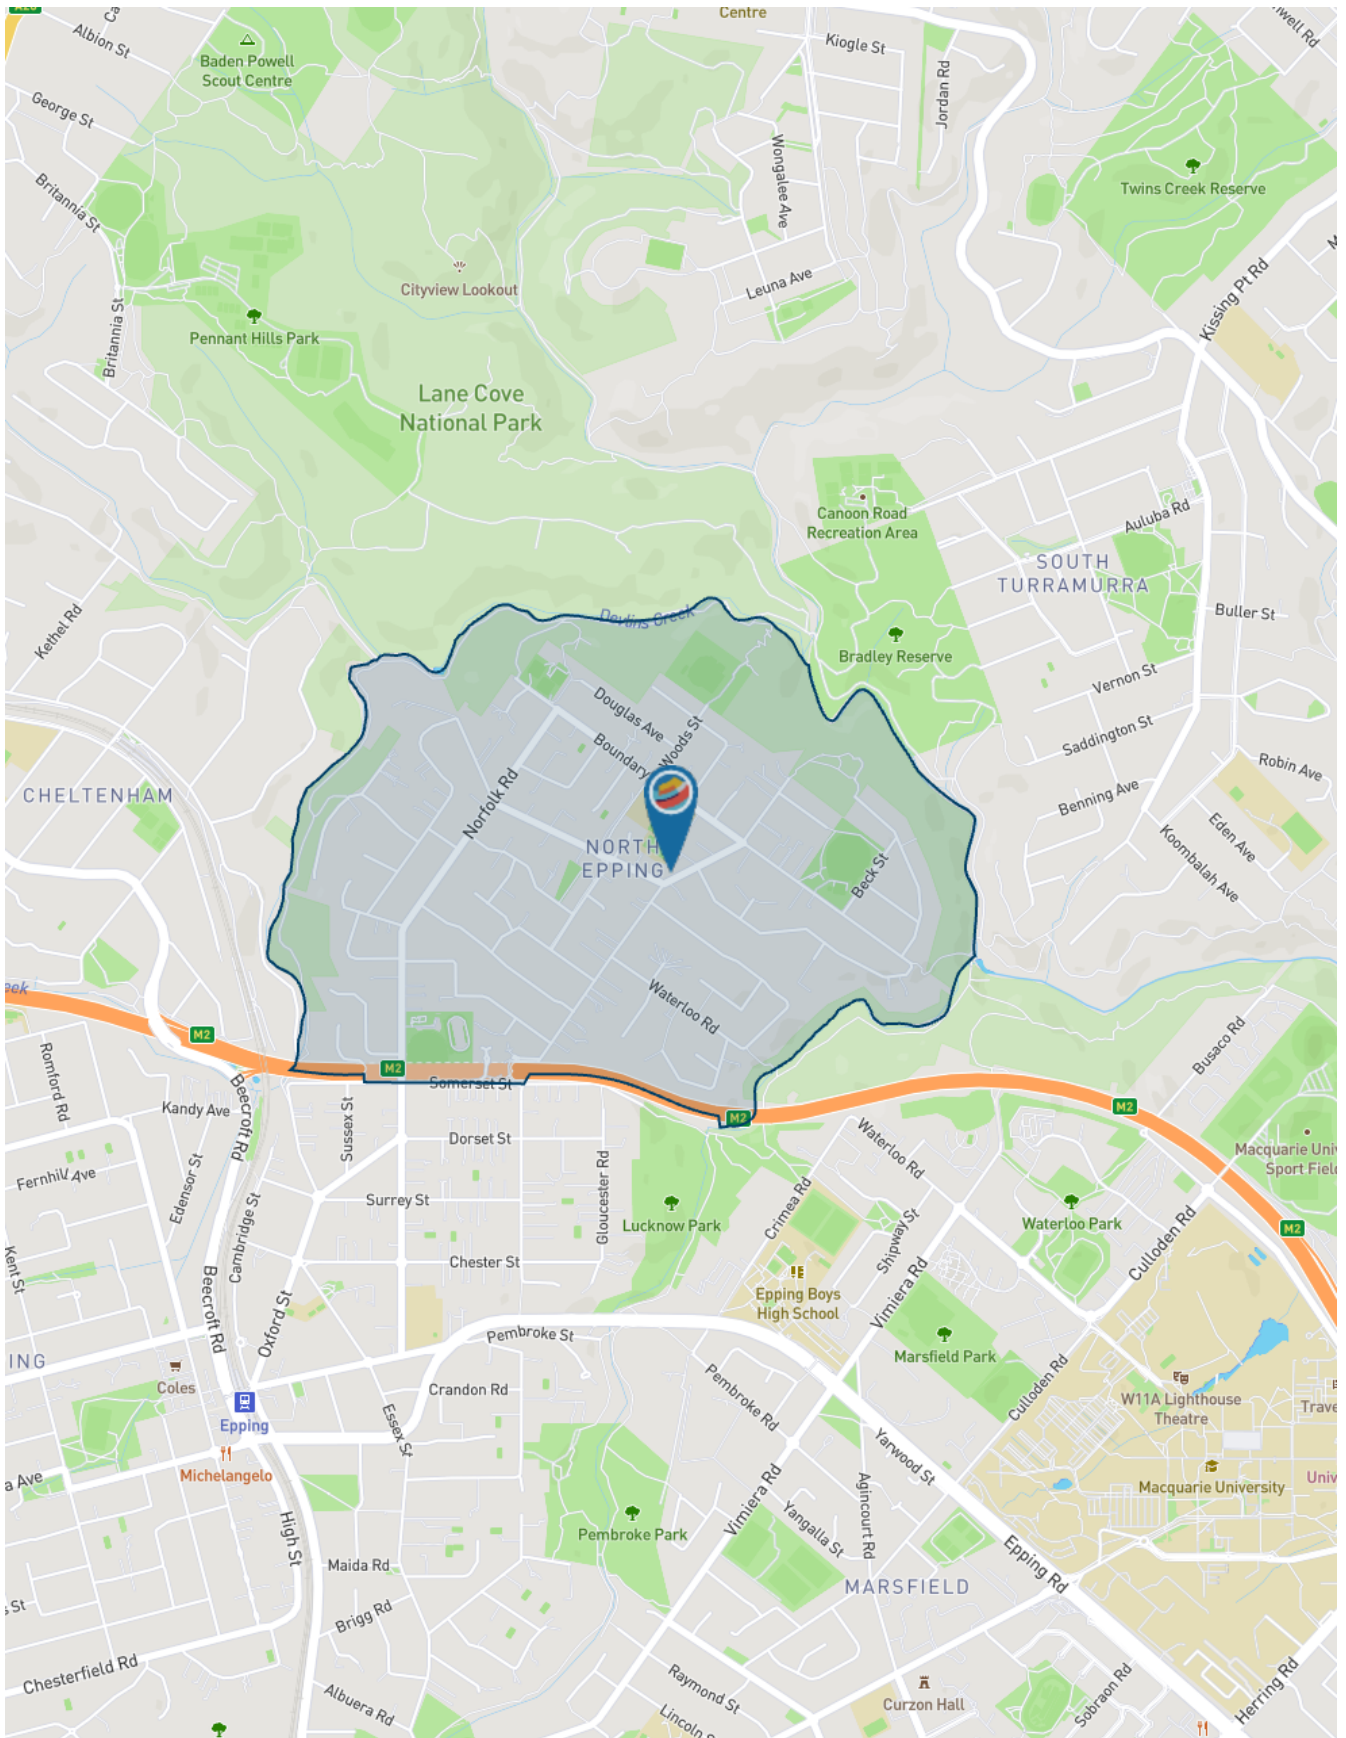 A28
Centre
Albion St
Kiogle St
Baden Powell
Scout Centre
Jordan Rd
George St
Wongalee Ave
Twins Creek Reserve
Britannia St
Cityview Lookout
Leuna Ave
Kissing Pt Rd
Britannia St
Pennant Hills Park
Lane Cove
National Park
Canoon Road
Recreation Area
Auluba Rd
SOUTH
TURRAMURRA
Devlins Creek
Buller St
Kethel Rd
Bradley Reserve
Vernon St
Douglas Ave
Woods St
Saddington St
Boundary
Robin Ave
CHELTENHAM
Norfolk Rd
Benning Ave
Eden Ave
NORTH
EPPING
Koombalah Ave
Beck St
eek
Waterloo Rd
M2
Busaco Rd
Romford Rd
M2
Somerset St
Beecroft Rd
Kandy Ave
Sussex St
M2
M2
Dorset St
Waterloo Rd
Macquarie Univ
Sport Field
Fernhill Ave
Edensor St
Surrey St
Gloucester Rd
Crimea Rd
Lucknow Park
Shipway St
Waterloo Park
Culloden Rd
M2
Cambridge St
Kent St
Chester St
Vimiera Rd
Beecroft Rd
Oxford St
Epping Boys
High School
Pembroke St
Marsfield Park
ING
Coles
Crandon Rd
Pembroke Rd
Culloden Rd
W11A Lighthouse
Theatre
Trave
Epping
Essex St
Yarwood St
Michelangelo
a Ave
Agincourt Rd
Macquarie University
Univ
High St
Vimiera Rd
Yangalla St
Pembroke Park
Maida Rd
Epping Rd
MARSFIELD
s St
Brigg Rd
Chesterfield Rd
Raymond St
Albuera Rd
Curzon Hall
Sobraon Rd
Herring Rd
Lincoln S